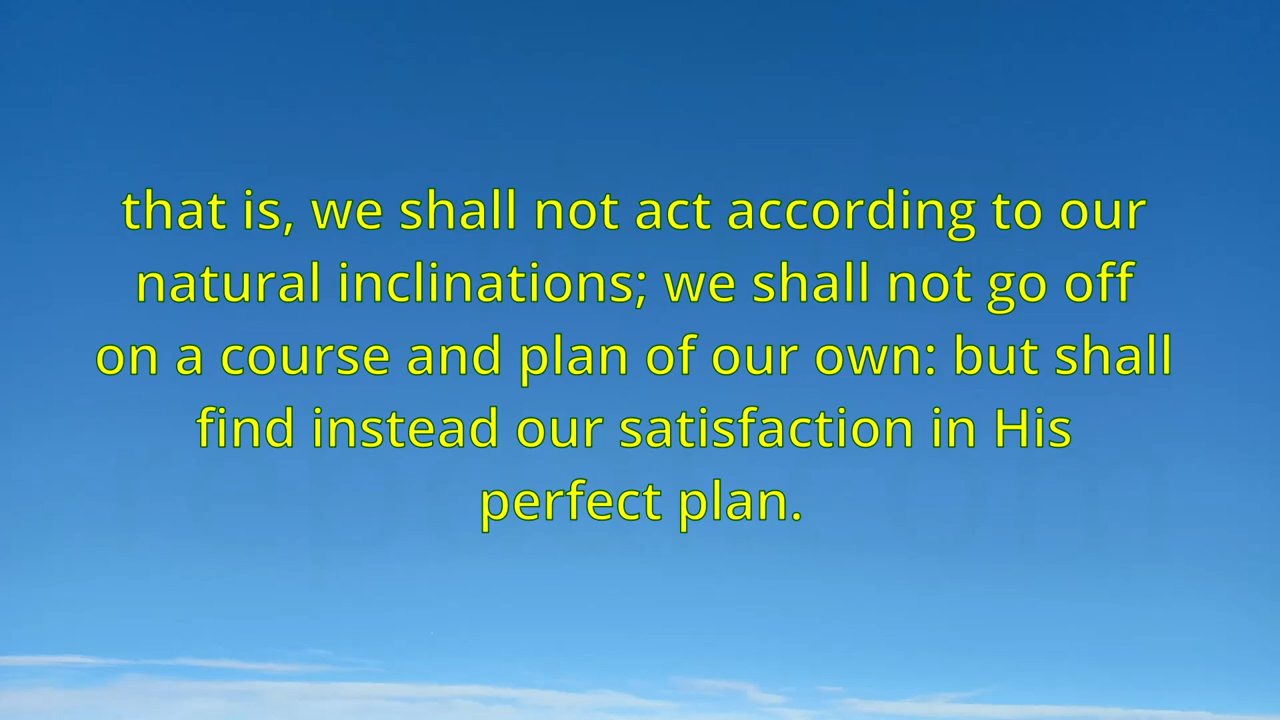 that is, we shall not act according to our
natural inclinations; we shall not go off
on a course and plan of our own: but shall
find instead our satisfaction in His
perfect plan.